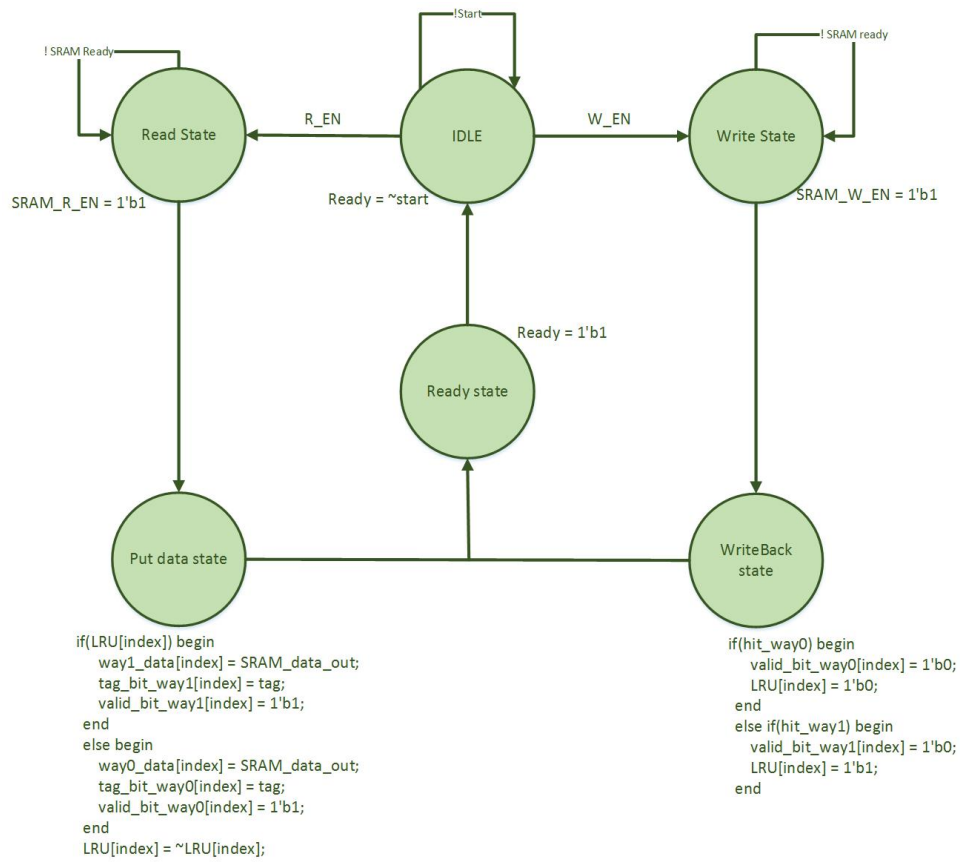 !Start
! SRAM Ready
! SRAM ready
Read State
R_EN
IDLE
W_EN
Write State
SRAM_R_EN = 1'b1
Ready = ~start
SRAM_W_EN = 1'b1
Ready = 1'b1
Ready state
Put data state
WriteBack
state
if(LRU[index]) begin
way1_data[index] = SRAM_data_out;
tag_bit_way1[index] = tag;
valid_bit_way1[index] = 1'b1;
end
else begin
way0_data[index] = SRAM_data_out;
tag_bit_way0[index] = tag;
valid_bit_way0[index] = 1'b1;
end
LRU[index] = ~LRU[index];
if(hit_way0) begin
valid_bit_way0[index] = 1'b0;
LRU[index] = 1'b0;
end
else if(hit_way1) begin
valid_bit_way1[index] = 1'b0;
LRU[index] = 1'b1;
end